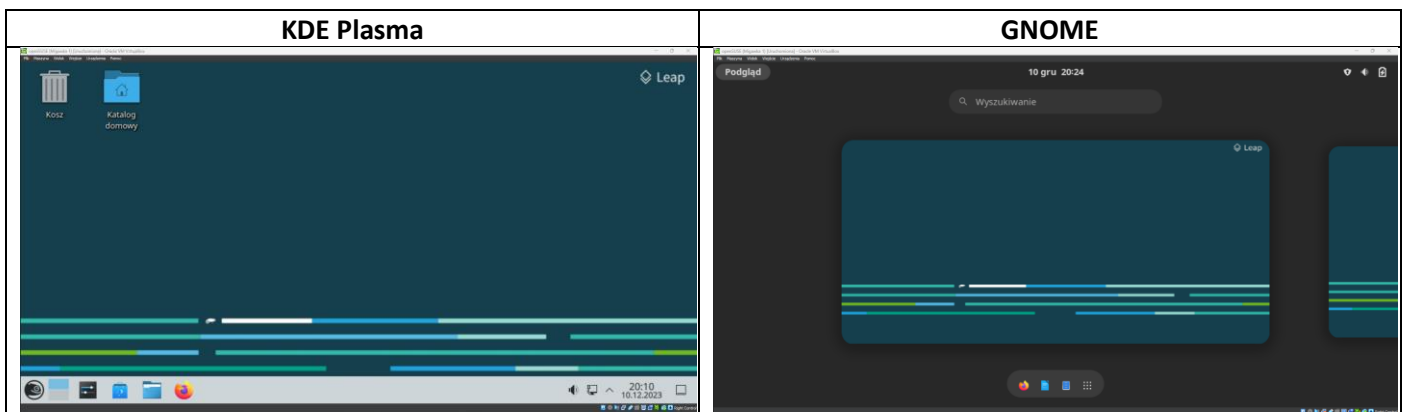 KDE Plasma
GNOME
Leap
Kosz
Katalog
domowy
20:10
10.12.2023
Podgląd
10 gru 20:24
Wyszukiwanie
Leap